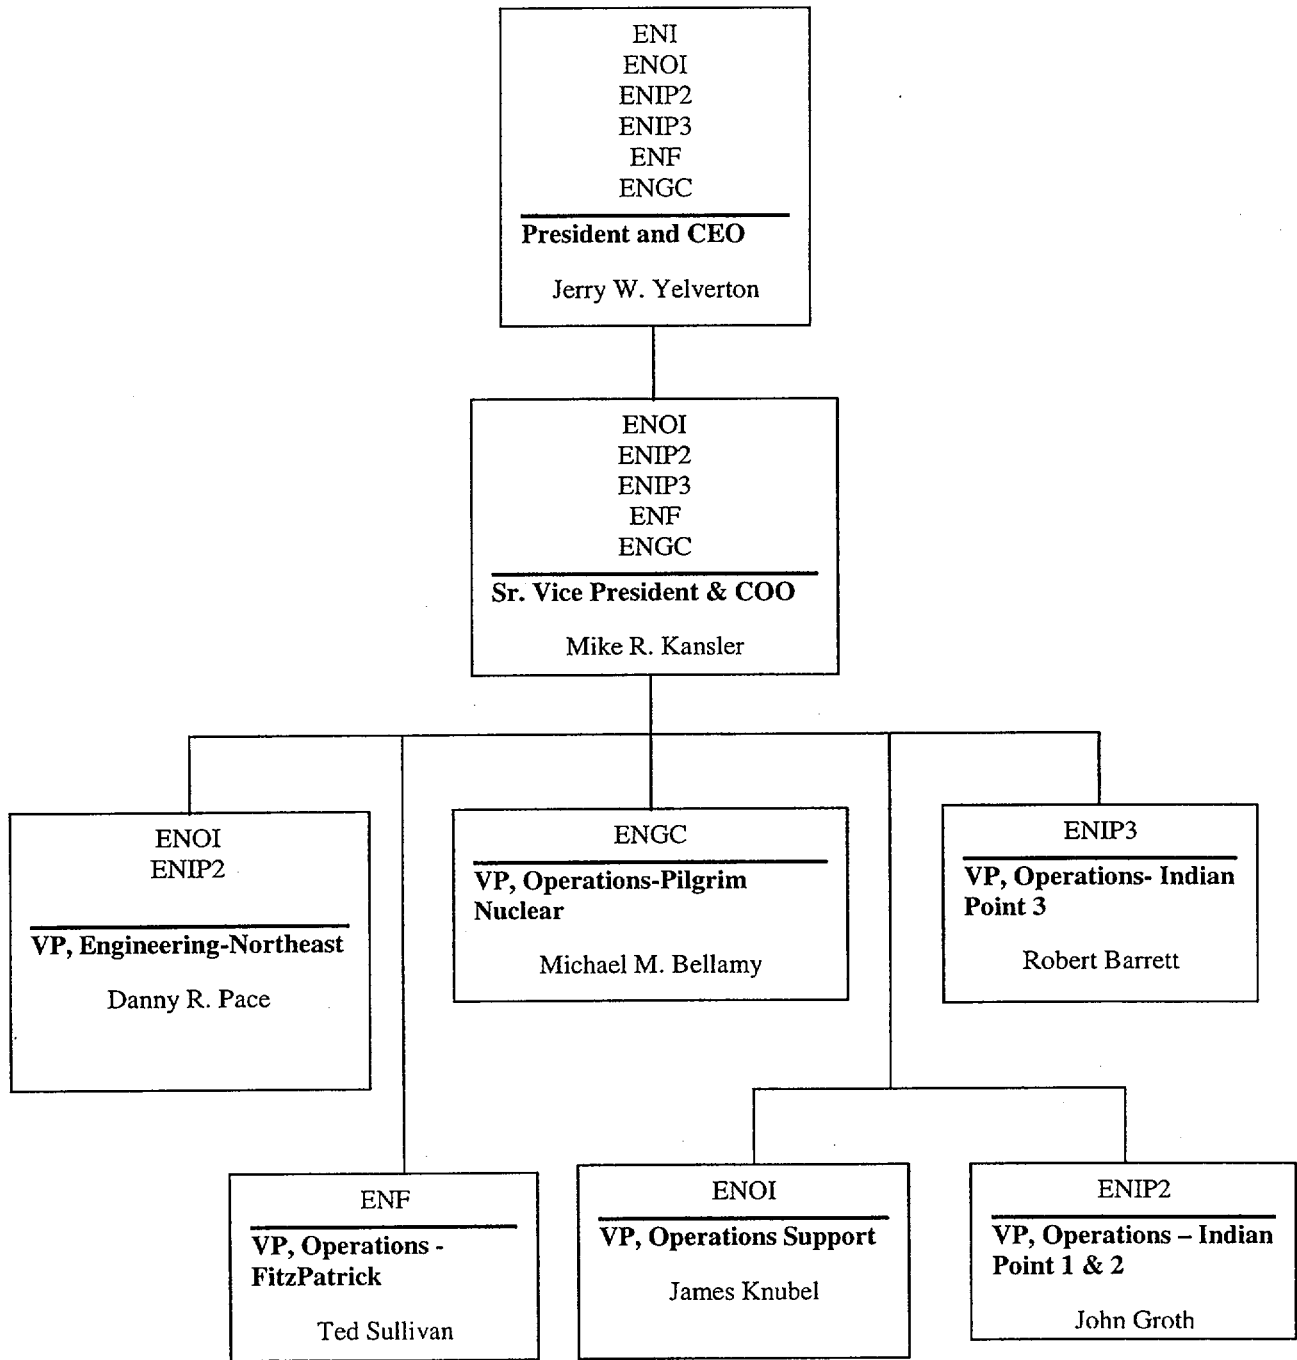 ENI
ENOI
ENIP2
ENIP3
ENF
ENGC
President and CEO
Jerry W. Yelverton
ENOI
ENIP2
ENIP3
ENF
ENGC
Sr. Vice President & COO
Mike R. Kansler
ENOI
ENIP2
VP, Engineering-Northeast
Danny R. Pace
ENGC
VP, Operations-Pilgrim
Nuclear
Michael M. Bellamy
ENIP3
VP, Operations- Indian
Point 3
Robert Barrett
ENF
VP, Operations -
FitzPatrick
Ted Sullivan
ENOI
VP, Operations Support
James Knubel
ENIP2
VP, Operations – Indian
Point 1 & 2
John Groth